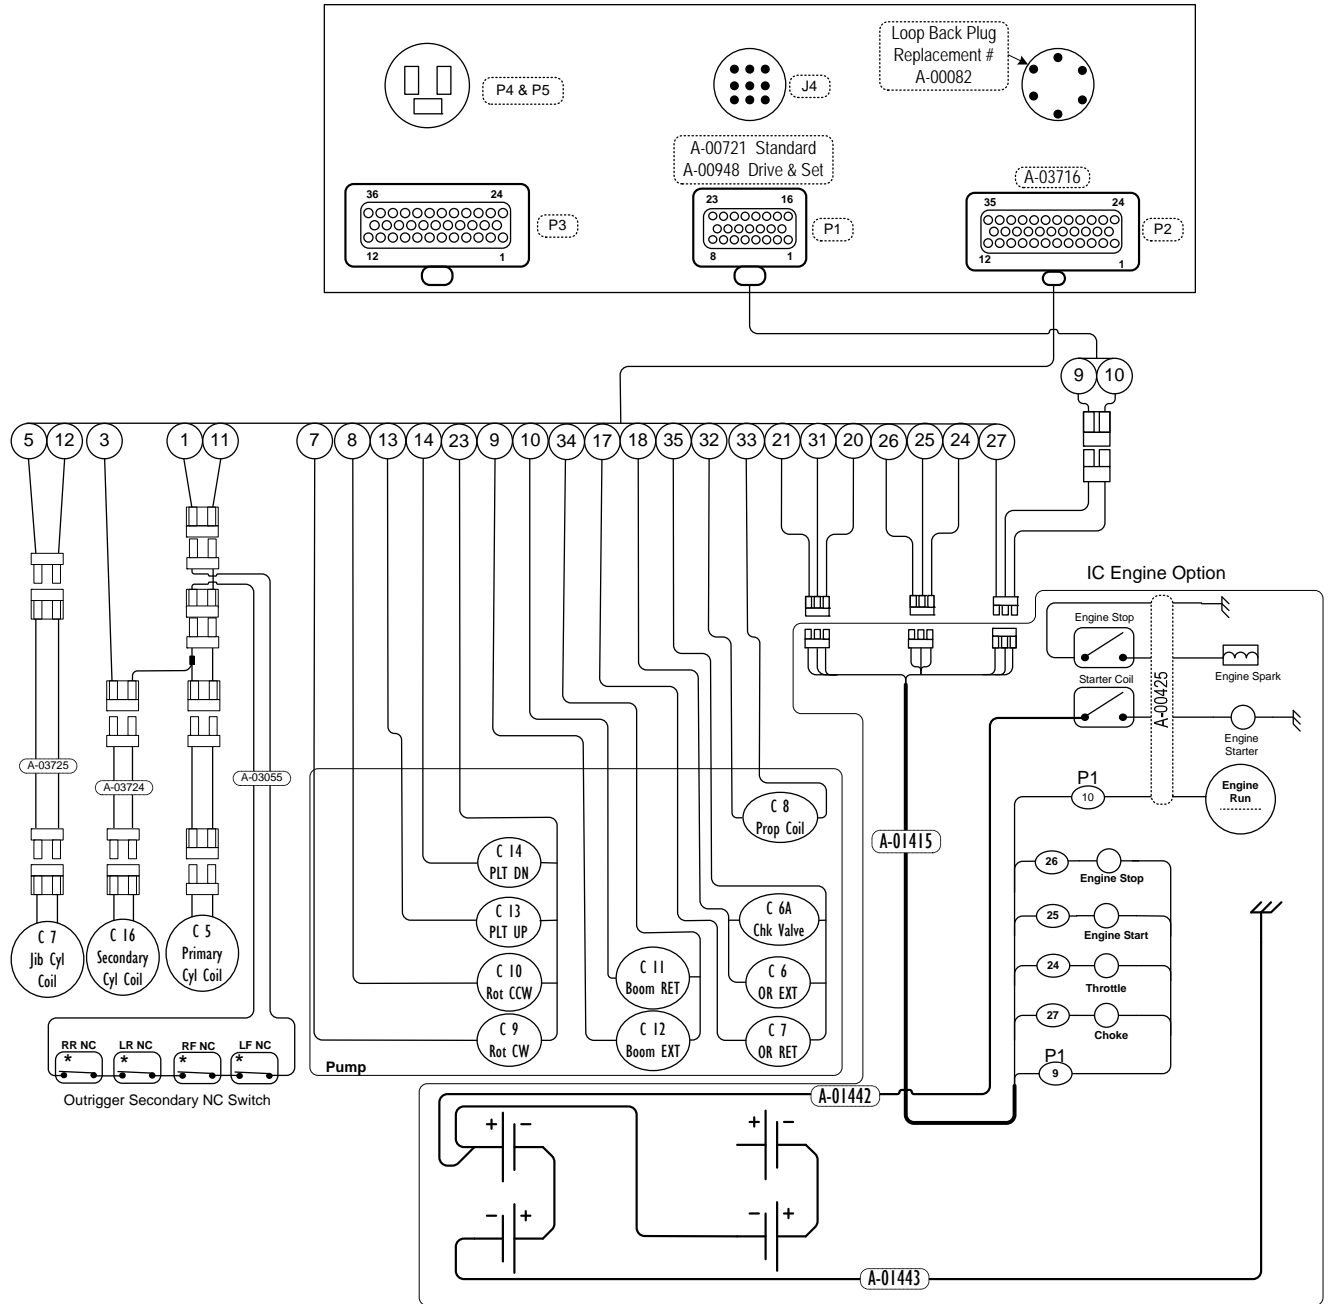 Loop Back Plug
Replacement #
A-00082
P4 & P5
J4
A-00721 Standard
A-00948 Drive & Set
A-03716
36 24
12 1
P3
23 16
8 1
P1
35 24
12 1
P2
9 10
5 12 3 1 11 7 8 13 14 23 9 10 34 17 18 35 32 33 21 31 20 26 25 24 27
IC Engine Option
Engine Stop
Engine Spark
Starter Coil
Engine
Starter
A-00425
P1
10
Engine
Run
A-03725
A-03724
A-03055
A-01415
C 8
Prop Coil
C 14
PLT DN
C 13
PLT UP
C 10
Rot CCW
C 9
Rot CW
C 11
Boom RET
C 12
Boom EXT
C 6A
Chk Valve
C 6
OR EXT
C 7
OR RET
Pump
26
Engine Stop
25
Engine Start
24
Throttle
27
Choke
P1
9
C 7
Jib Cyl
Coil
C 16
Secondary
Cyl Coil
C 5
Primary
Cyl Coil
RR NC LR NC RF NC LF NC
* * * *
Outrigger Secondary NC Switch
A-01442
+ − + −
− + − +
A-01443